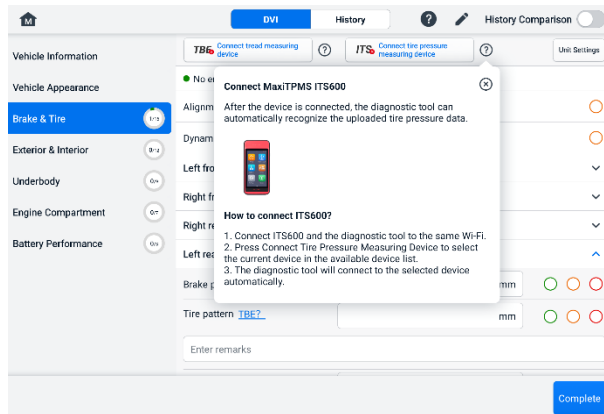 M
DVI
History
?
History Comparison
Vehicle Information
Vehicle Appearance
Brake & Tire
Exterior & Interior
Underbody
Engine Compartment
Battery Performance
TBE Connect tread measuring
device
?
ITS Connect tire pressure
measuring device
?
Unit Settings
No e
Connect MaxiTPMS ITS600
After the device is connected, the diagnostic tool can
automatically recognize the uploaded tire pressure data.
How to connect ITS600?
1. Connect ITS600 and the diagnostic tool to the same Wi-Fi.
2. Press Connect Tire Pressure Measuring Device to select
the current device in the available device list.
3. The diagnostic tool will connect to the selected device
automatically.
Alignm
Dynam
Left fro
Right fr
Right re
Left rea
Brake p
mm
Tire pattern TBE?
mm
Enter remarks
Complete